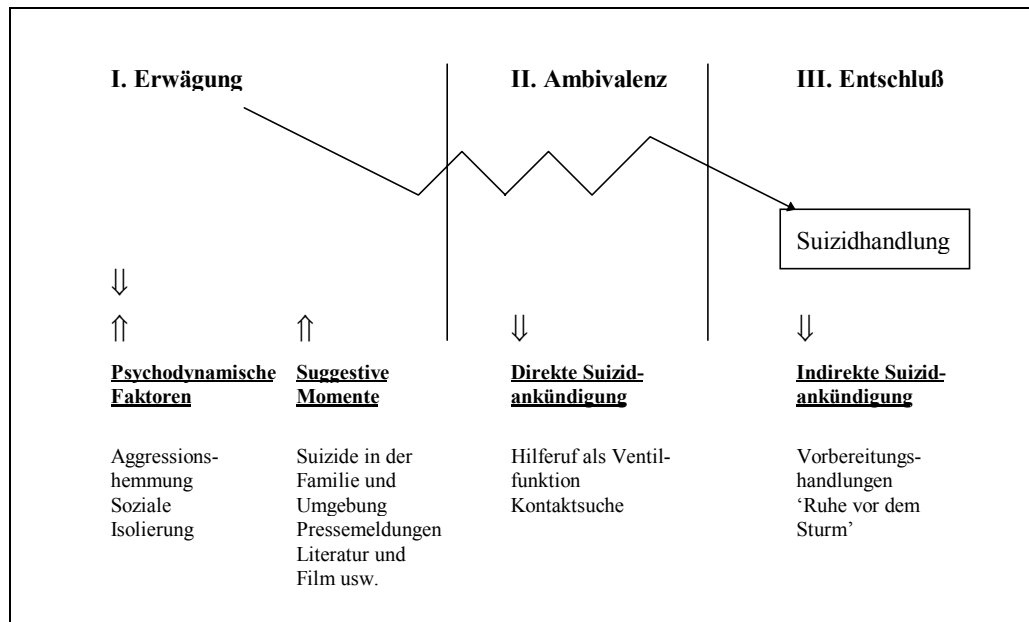 I. Erwägung
II. Ambivalenz
III. Entschluß
Suizidhandlung
⇓
⇑
⇑
⇓
⇓
Psychodynamische
Faktoren
Aggressions-
hemmung
Soziale
Isolierung
Suggestive
Momente
Suizide in der
Familie und
Umgebung
Pressemeldungen
Literatur und
Film usw.
Direkte Suizid-
ankündigung
Hilferuf als Ventil-
funktion
Kontaktsuche
Indirekte Suizid-
ankündigung
Vorbereitungs-
handlungen
‘Ruhe vor dem
Sturm’